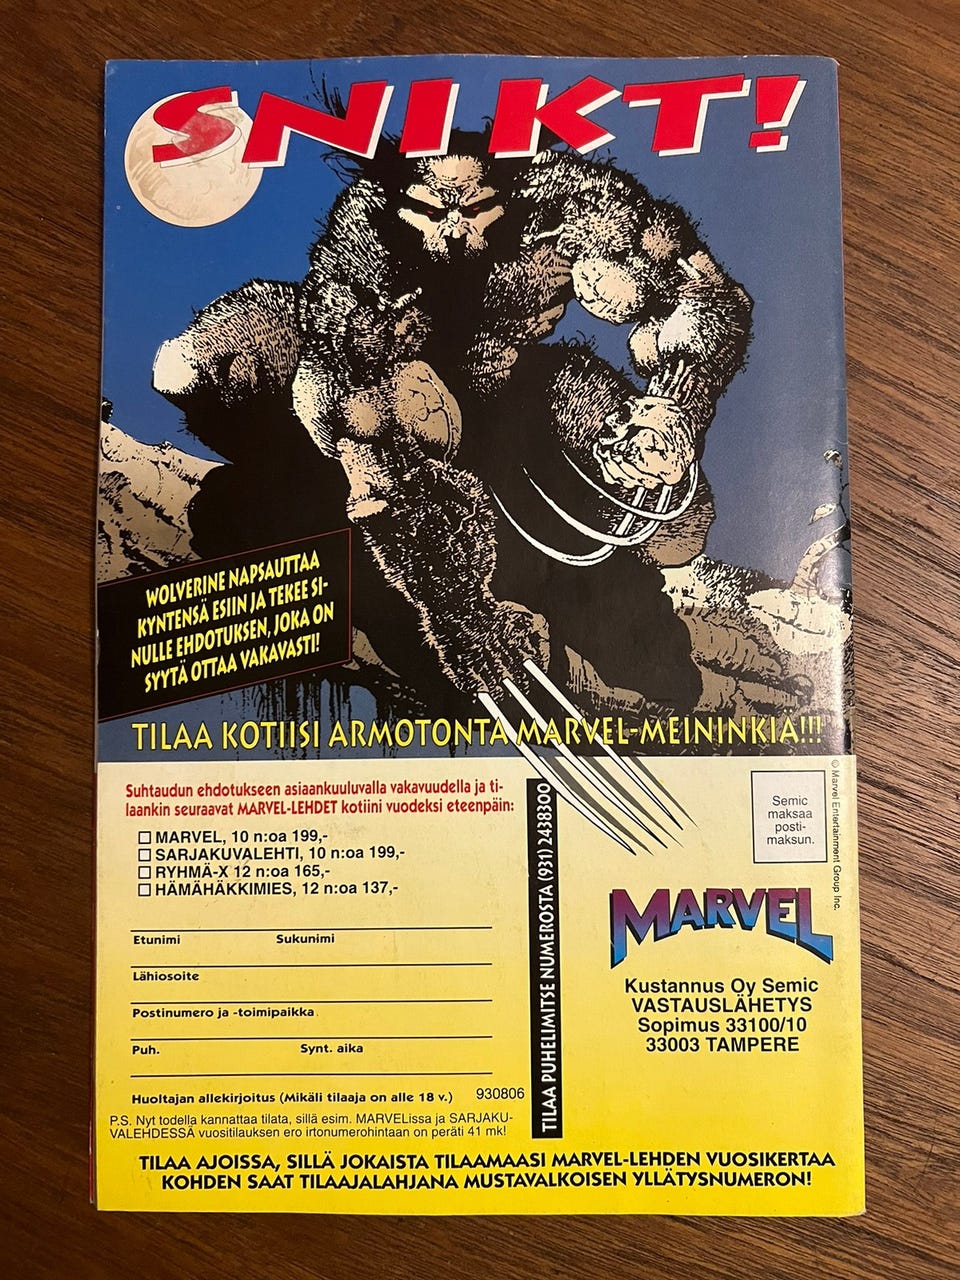 SNIKT!
WOLVERINE NAPSAUTTAA
KYNTENSÄ ESIIN JA TEKEE SI-
NULLE EHDOTUKSEN, JOKA ON
SYYTÄ OTTAA VAKAVASTI!
TILAA KOTIISI ARMOTONTA MARVEL-MEININKIÄ!!!
Suhtaudun ehdotukseen asiaankuuluvalla vakavuudella ja ti-
laankin seuraavat MARVEL-LEHDET kotiini vuodeksi eteenpäin:
MARVEL, 10 n:oa 199,-
SARJAKUVALEHTI, 10 n:oa 199,-
RYHMÄ-X 12 n:oa 165,-
HÄMÄHÄKKIMIES, 12 n:oa 137,-
Etunimi Sukunimi
Lähiosoite
Postinumero ja -toimipaikka
Puh. Synt. aika
Huoltajan allekirjoitus (Mikäli tilaaja on alle 18 v.) 930806
P.S. Nyt todella kannattaa tilata, sillä esim. MARVELissa ja SARJAKU-
VALEHDESSÄ vuositilauksen ero irtonumerohintaan on peräti 41 mk!
TILAA PUHELIMITSE NUMEROSTA (931) 2438300
Semic
maksaa
posti-
maksun.
© Marvel Entertainment Group Inc.
MARVEL
Kustannus Oy Semic
VASTAUSLÄHETYS
Sopimus 33100/10
33003 TAMPERE
TILAA AJOISSA, SILLÄ JOKAISTA TILAAMAASI MARVEL-LEHDEN VUOSIKERTAA
KOHDEN SAAT TILAAJALAHJANA MUSTAVALKOISEN YLLÄTYSNUMERON!